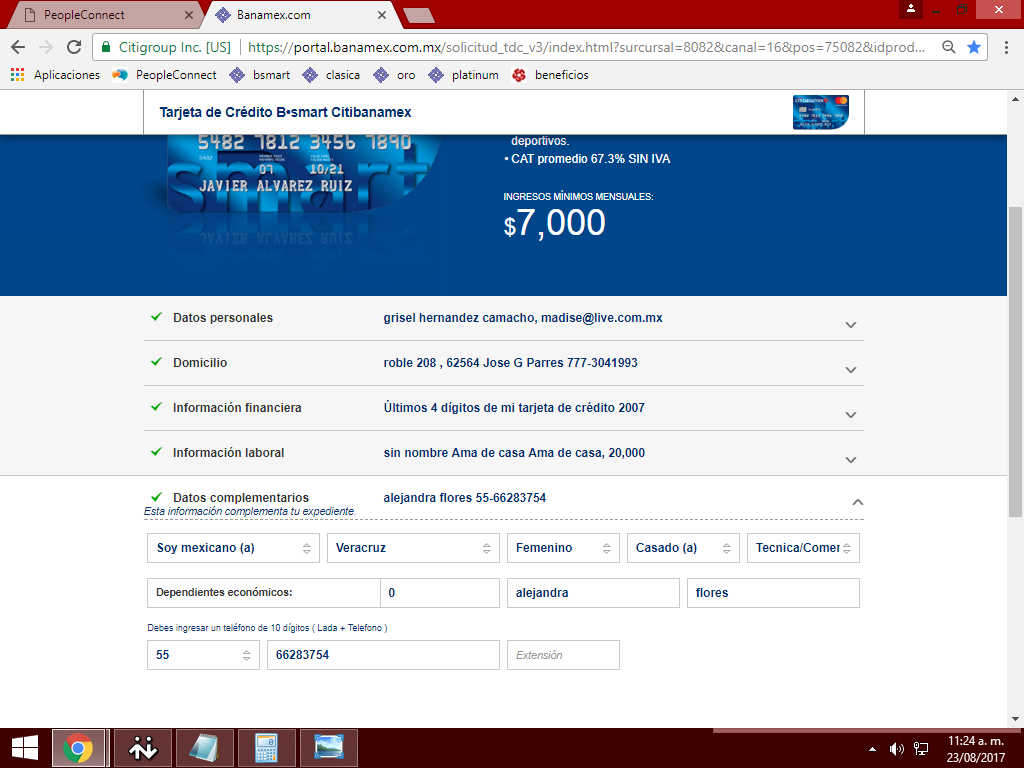 PeopleConnect
Banamex.com
Citigroup Inc. [US]
https://portal.banamex.com.mx/solicitud_tdc_v3/index.html?surcursal=8082&canal=16&pos=75082&idprod...
Aplicaciones PeopleConnect bsmart clasica oro platinum beneficios
Tarjeta de Crédito B•smart Citibanamex
citibanamex
deportivos.
5482 7812 3456 7890
• CAT promedio 67.3% SIN IVA
5482
07 10/21
smart
JAVIER ALVAREZ RUIZ
INGRESOS MÍNIMOS MENSUALES:
$7,000
Datos personales grisel hernandez camacho, madise@live.com.mx
Domicilio roble 208 , 62564 Jose G Parres 777-3041993
Información financiera Últimos 4 dígitos de mi tarjeta de crédito 2007
Información laboral sin nombre Ama de casa Ama de casa, 20,000
Datos complementarios alejandra flores 55-66283754
Esta información complementa tu expediente.
Soy mexicano (a) Veracruz Femenino Casado (a) Tecnica/Comer
Dependientes económicos: 0 alejandra flores
Debes ingresar un teléfono de 10 dígitos ( Lada + Telefono )
55 66283754 Extensión
11:24 a. m.
23/08/2017